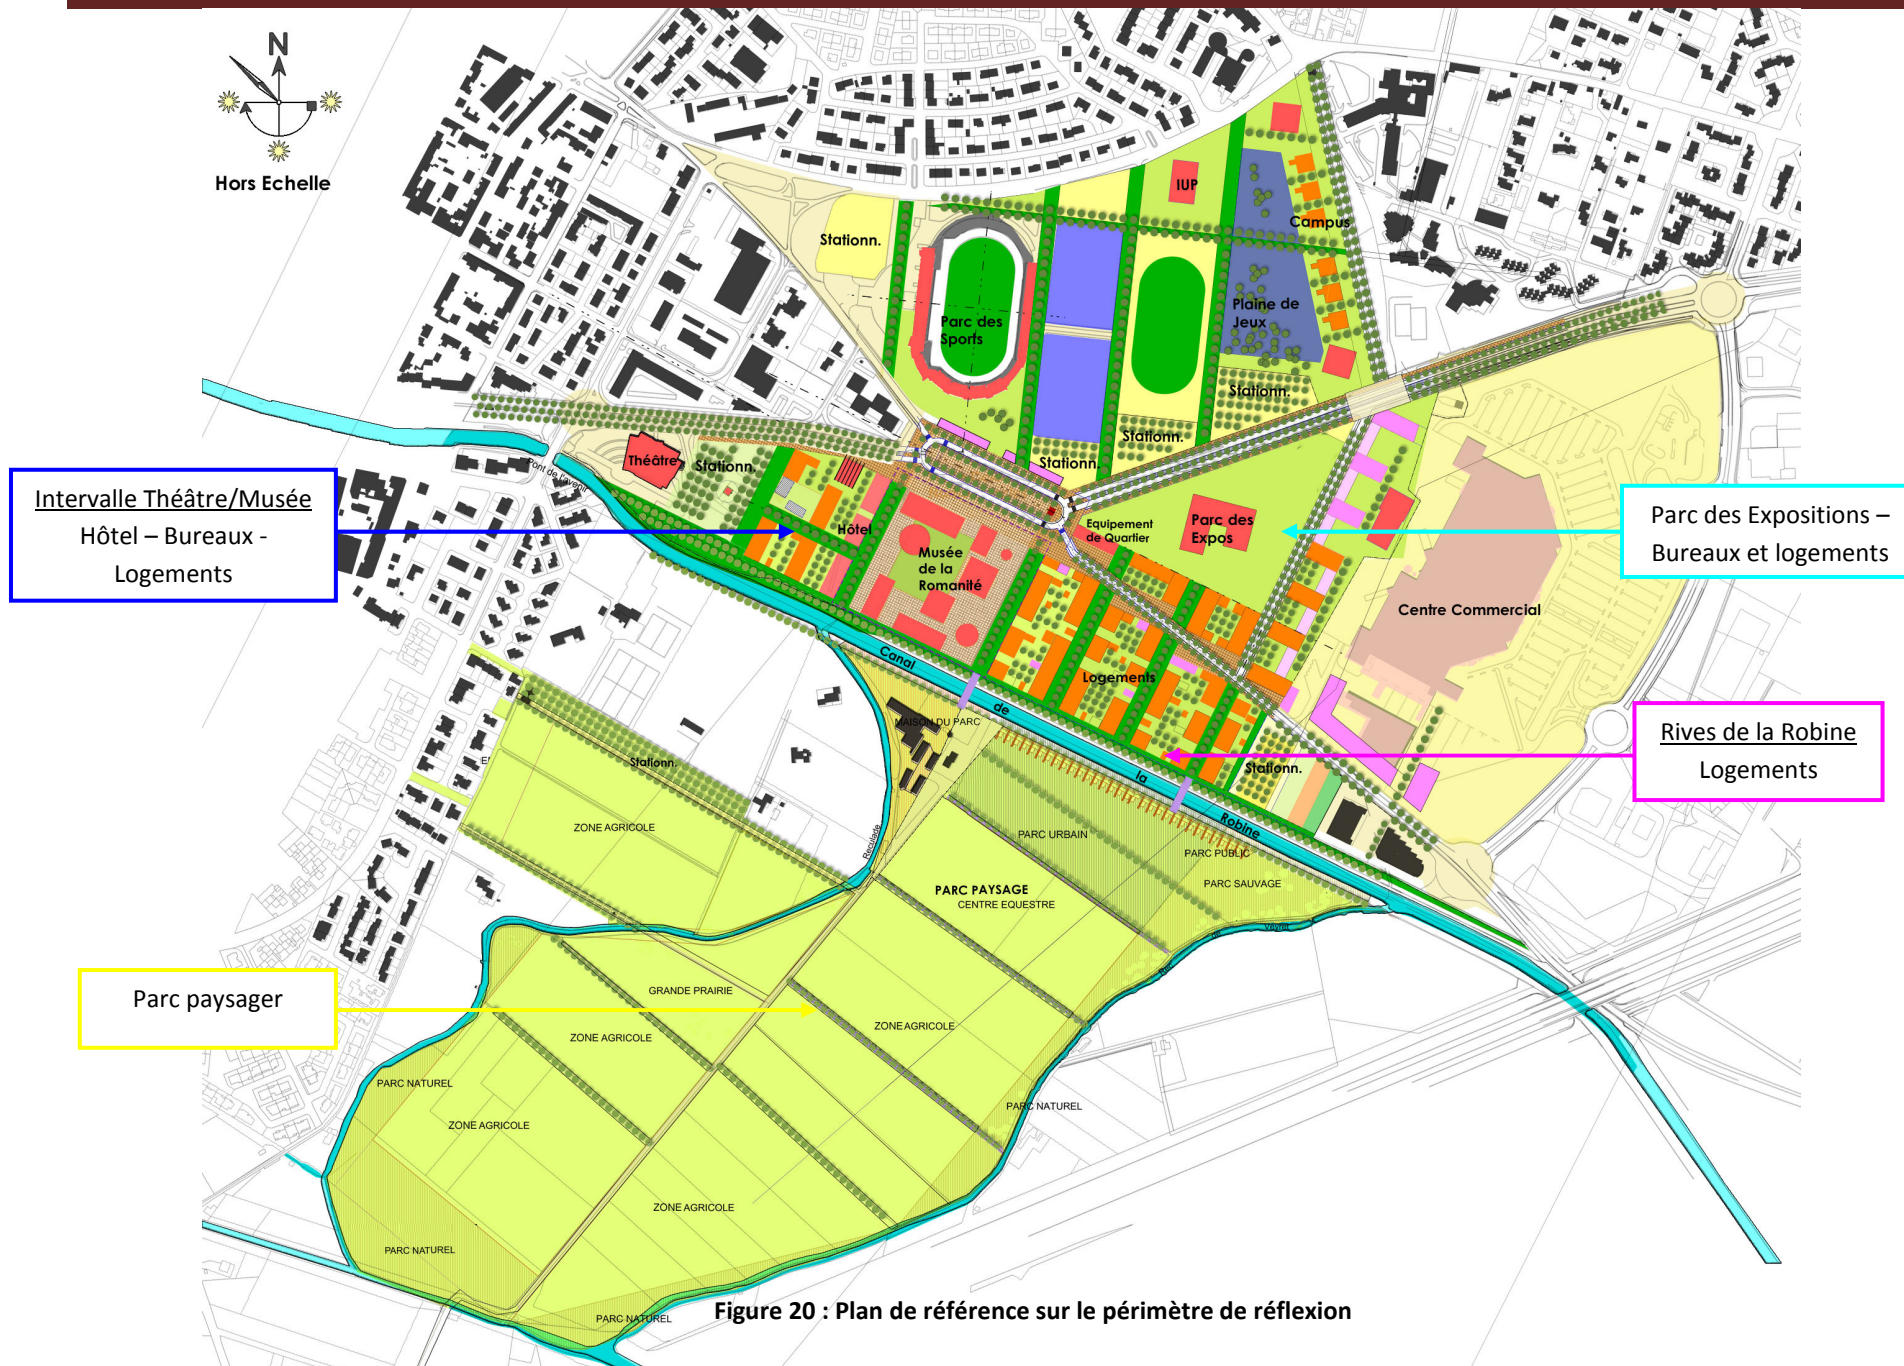 N
Hors Echelle
IUP
Campus
Stationn.
Parc des
Sports
Plaine de
Jeux
Stationn.
Stationn.
Stationn.
Théâtre
Stationn.
Pont de l'avenir
Intervalle Théâtre/Musée
Hôtel – Bureaux -
Logements
Hôtel
Musée
de la
Romanité
Equipement
de Quartier
Parc des
Expos
Parc des Expositions –
Bureaux et logements
Centre Commercial
Canal
de
la
Robine
Logements
Rives de la Robine
Logements
Stationn.
MAISON DU PARC
Stationn.
ZONE AGRICOLE
Reculade
PARC URBAIN
PARC PUBLIC
PARC SAUVAGE
PARC PAYSAGE
CENTRE EQUESTRE
Veyret
Parc paysager
GRANDE PRAIRIE
ZONE AGRICOLE
ZONE AGRICOLE
PARC NATUREL
PARC NATUREL
ZONE AGRICOLE
ZONE AGRICOLE
PARC NATUREL
PARC NATUREL
Figure 20 : Plan de référence sur le périmètre de réflexion